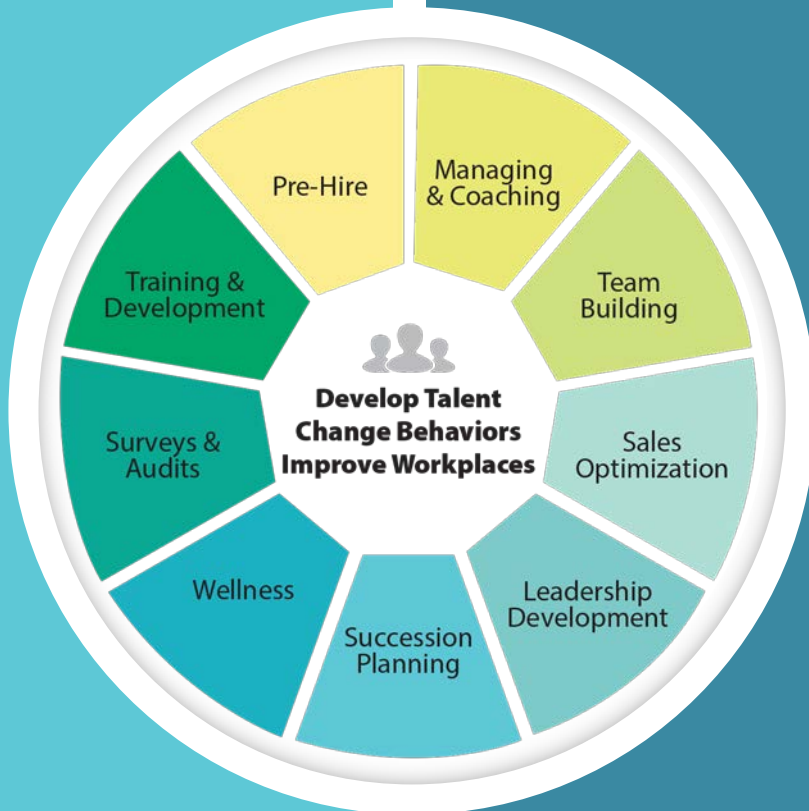 Pre-Hire
Managing
& Coaching
Team
Building
Sales
Optimization
Leadership
Development
Succession
Planning
Wellness
Surveys &
Audits
Training &
Development
Develop Talent
Change Behaviors
Improve Workplaces